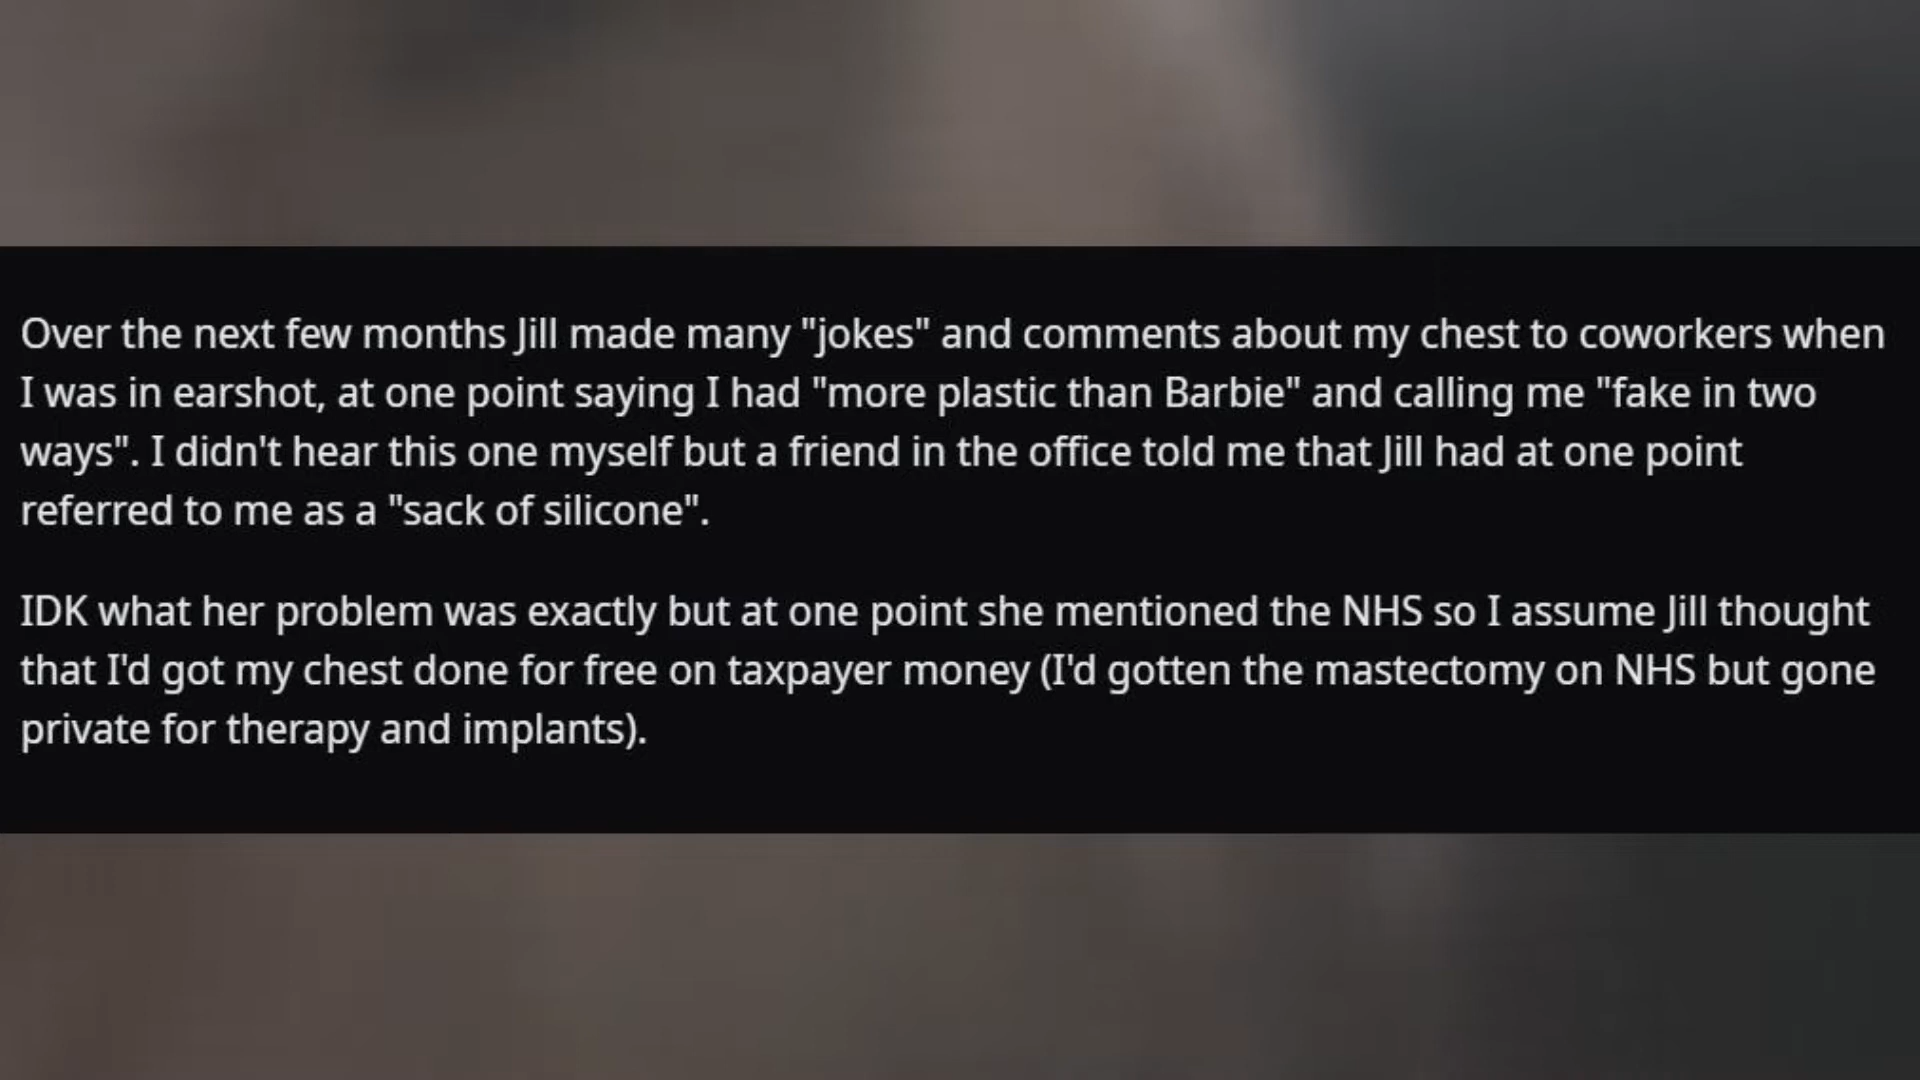 Over the next few months Jill made many "jokes" and comments about my chest to coworkers when
I was in earshot, at one point saying I had "more plastic than Barbie" and calling me "fake in two
ways". I didn't hear this one myself but a friend in the office told me that Jill had at one point
referred to me as a "sack of silicone".
IDK what her problem was exactly but at one point she mentioned the NHS so I assume Jill thought
that I'd got my chest done for free on taxpayer money (I'd gotten the mastectomy on NHS but gone
private for therapy and implants).